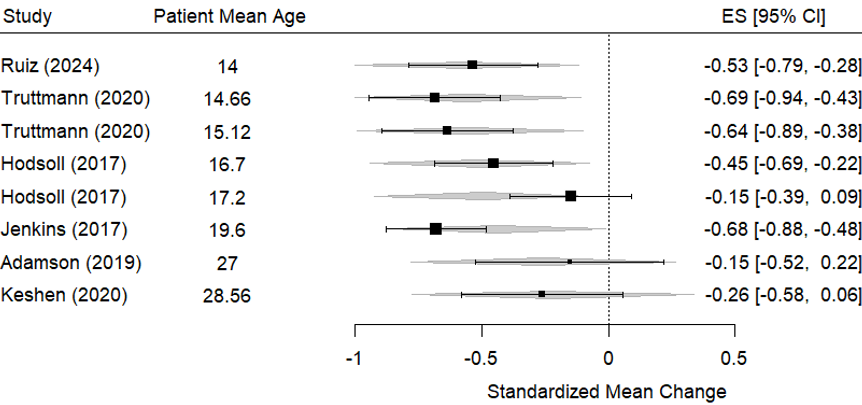 Study Patient Mean Age ES [95% CI]
Ruiz (2024) 14 -0.53 [-0.79, -0.28]
Truttmann (2020) 14.66 -0.69 [-0.94, -0.43]
Truttmann (2020) 15.12 -0.64 [-0.89, -0.38]
Hodsoll (2017) 16.7 -0.45 [-0.69, -0.22]
Hodsoll (2017) 17.2 -0.15 [-0.39, 0.09]
Jenkins (2017) 19.6 -0.68 [-0.88, -0.48]
Adamson (2019) 27 -0.15 [-0.52, 0.22]
Keshen (2020) 28.56 -0.26 [-0.58, 0.06]
-1 -0.5 0 0.5
Standardized Mean Change